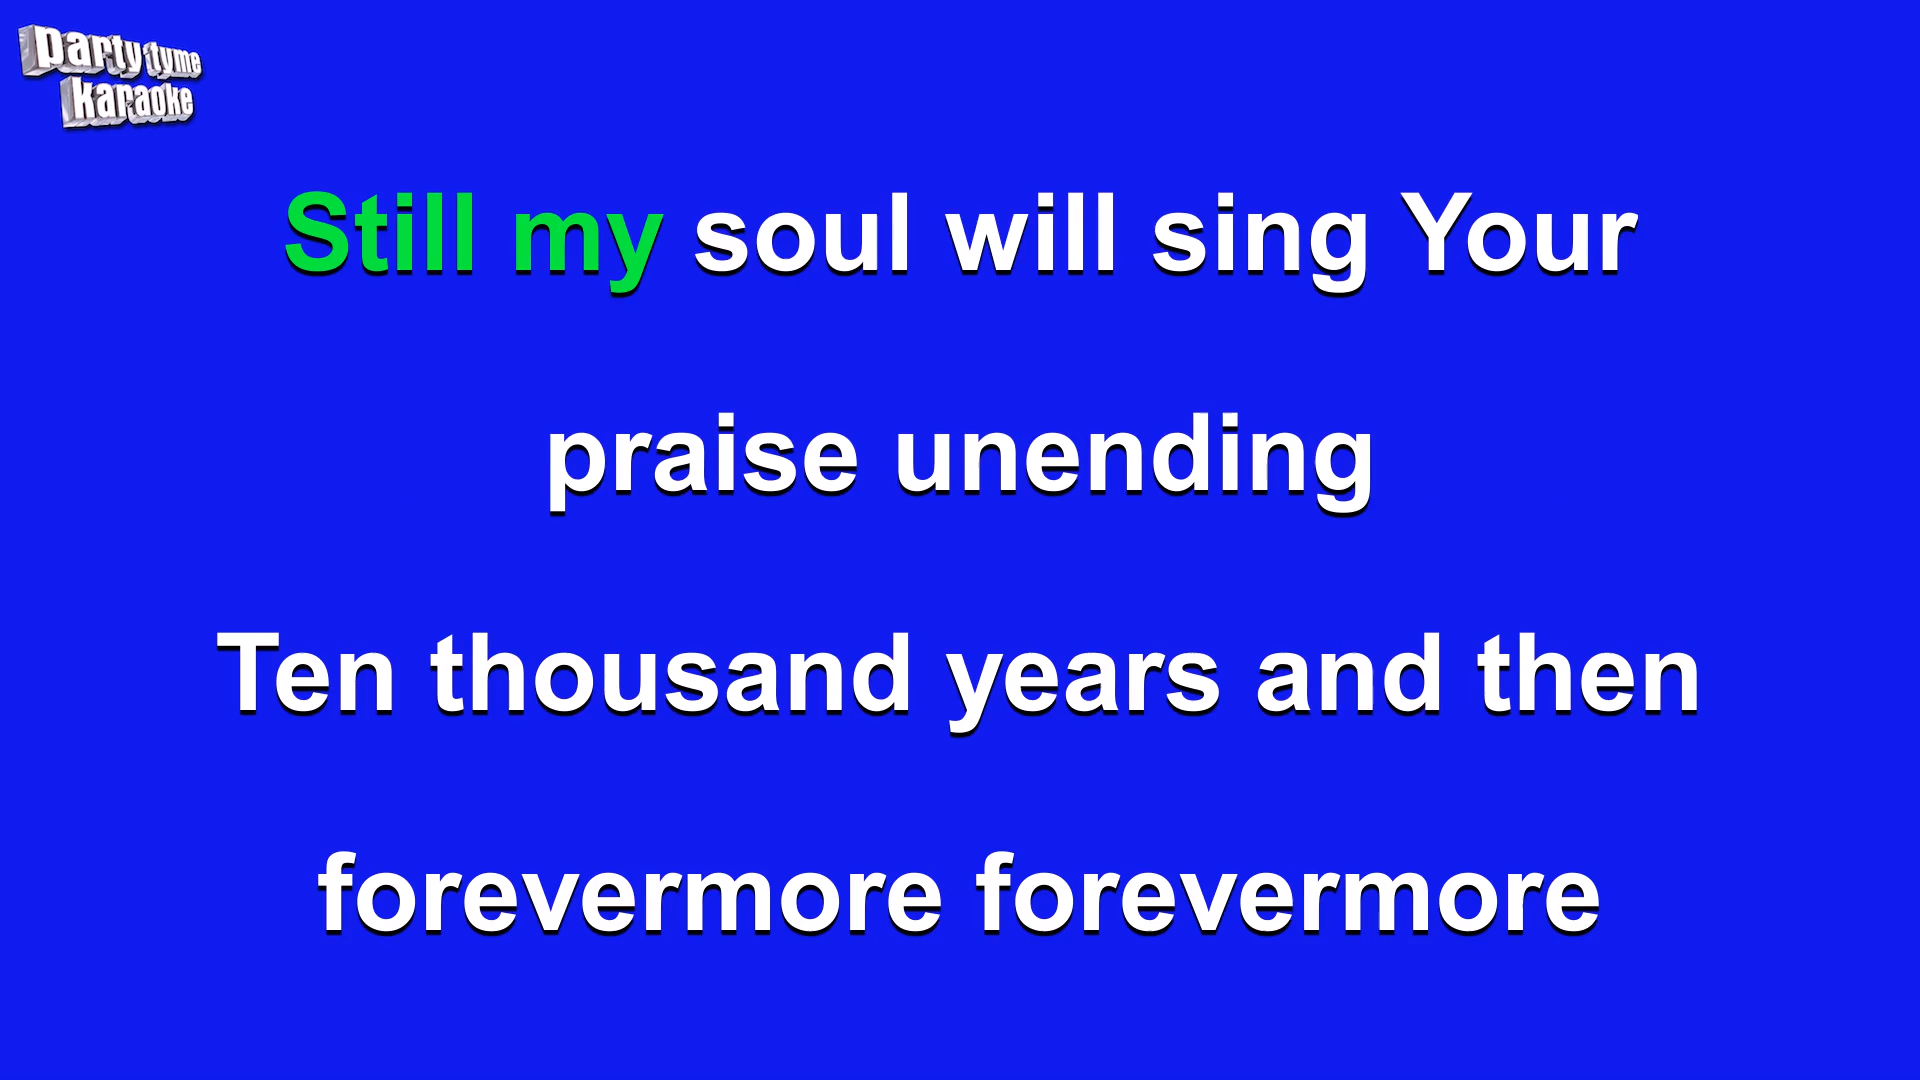 party tyme
karaoke
Still my soul will sing Your
praise unending
Ten thousand years and then
forevermore forevermore